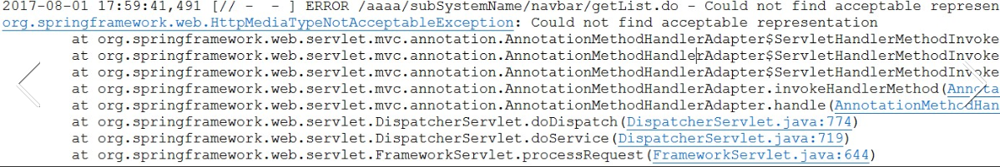 2017-08-01 17:59:41,491 [// - - ] ERROR /aaaa/subSystemName/navbar/getList.do - Could not find acceptable represen
org.springframework.web.HttpMediaTypeNotAcceptableException: Could not find acceptable representation
at org.springframework.web.servlet.mvc.annotation.AnnotationMethodHandlerAdapter$ServletHandlerMethodInvoke
at org.springframework.web.servlet.mvc.annotation.AnnotationMethodHandlerAdapter$ServletHandlerMethodInvoke
at org.springframework.web.servlet.mvc.annotation.AnnotationMethodHandlerAdapter$ServletHandlerMethodInvoke
at org.springframework.web.servlet.mvc.annotation.AnnotationMethodHandlerAdapter.invokeHandlerMethod(Annota
at org.springframework.web.servlet.mvc.annotation.AnnotationMethodHandlerAdapter.handle(AnnotationMethodHan
at org.springframework.web.servlet.DispatcherServlet.doDispatch(DispatcherServlet.java:774)
at org.springframework.web.servlet.DispatcherServlet.doService(DispatcherServlet.java:719)
at org.springframework.web.servlet.FrameworkServlet.processRequest(FrameworkServlet.java:644)